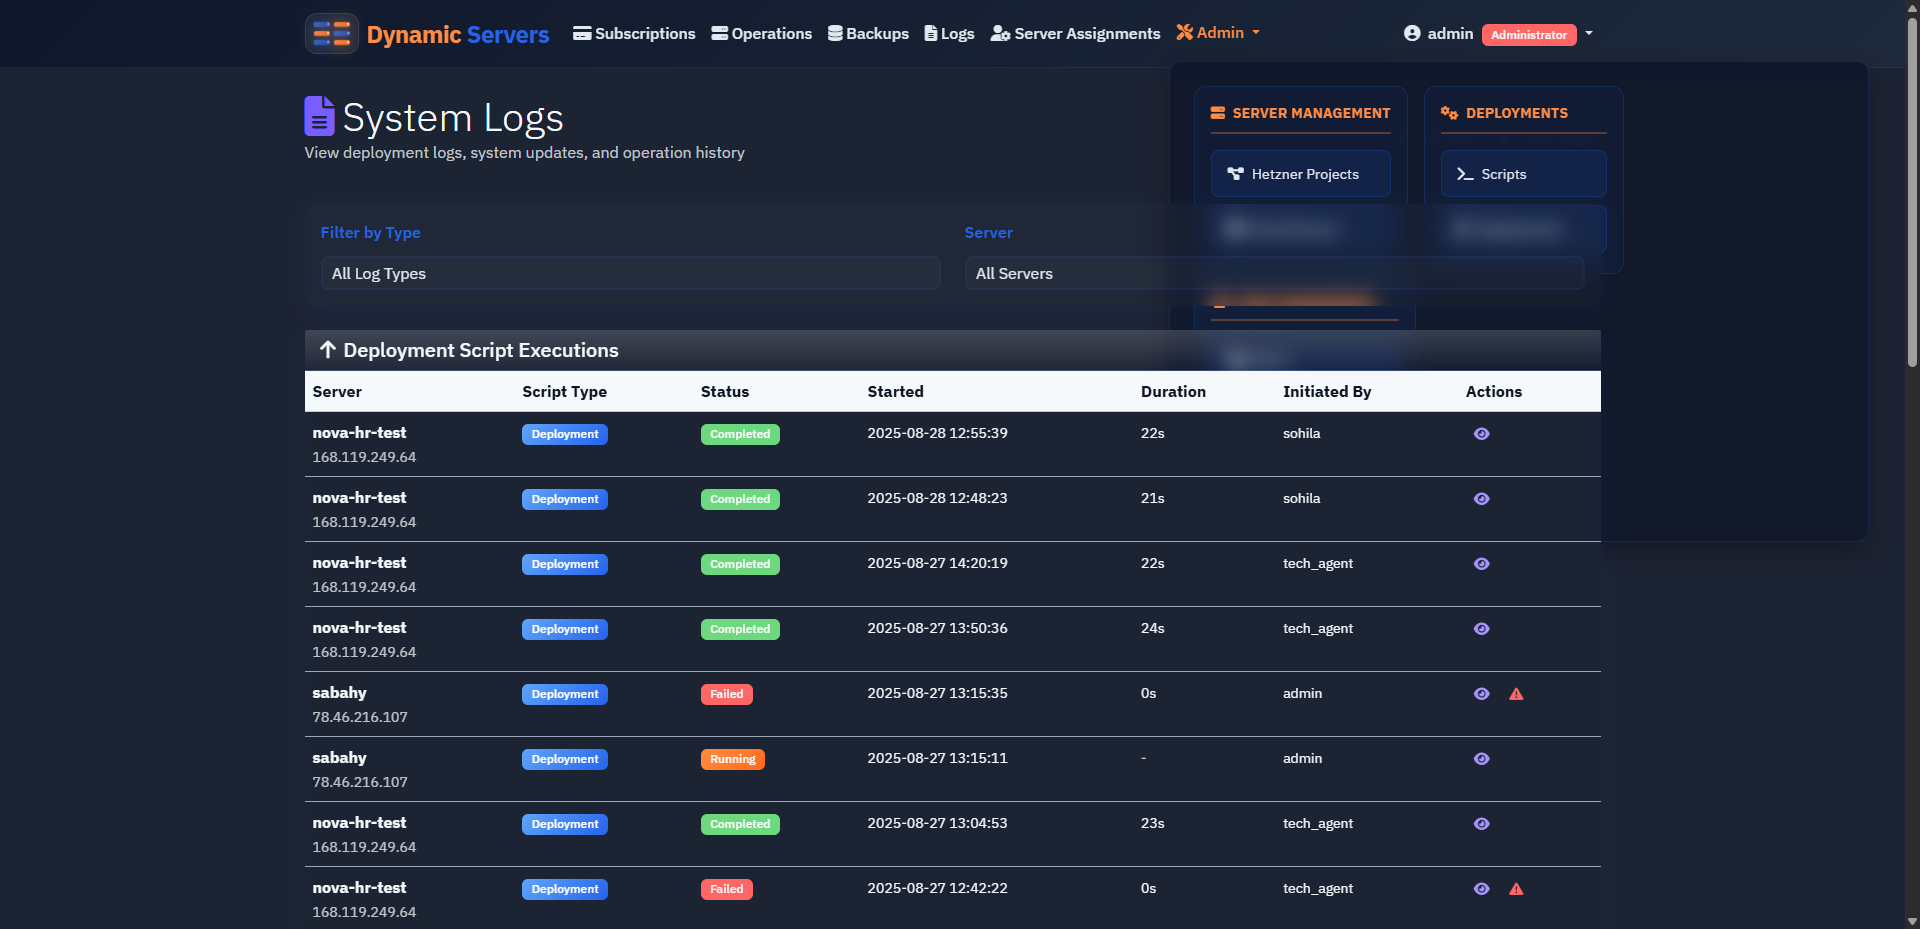 Dynamic Servers
Subscriptions
Operations
Backups
Logs
Server Assignments
Admin
admin Administrator
SERVER MANAGEMENT
Hetzner Projects
DEPLOYMENTS
Scripts
System Logs
View deployment logs, system updates, and operation history
Filter by Type
All Log Types
Server
All Servers
Deployment Script Executions
Server Script Type Status Started Duration Initiated By Actions
nova-hr-test Deployment Completed 2025-08-28 12:55:39 22s sohila
168.119.249.64
nova-hr-test Deployment Completed 2025-08-28 12:48:23 21s sohila
168.119.249.64
nova-hr-test Deployment Completed 2025-08-27 14:20:19 22s tech_agent
168.119.249.64
nova-hr-test Deployment Completed 2025-08-27 13:50:36 24s tech_agent
168.119.249.64
sabahy Deployment Failed 2025-08-27 13:15:35 0s admin
78.46.216.107
sabahy Deployment Running 2025-08-27 13:15:11 - admin
78.46.216.107
nova-hr-test Deployment Completed 2025-08-27 13:04:53 23s tech_agent
168.119.249.64
nova-hr-test Deployment Failed 2025-08-27 12:42:22 0s tech_agent
168.119.249.64